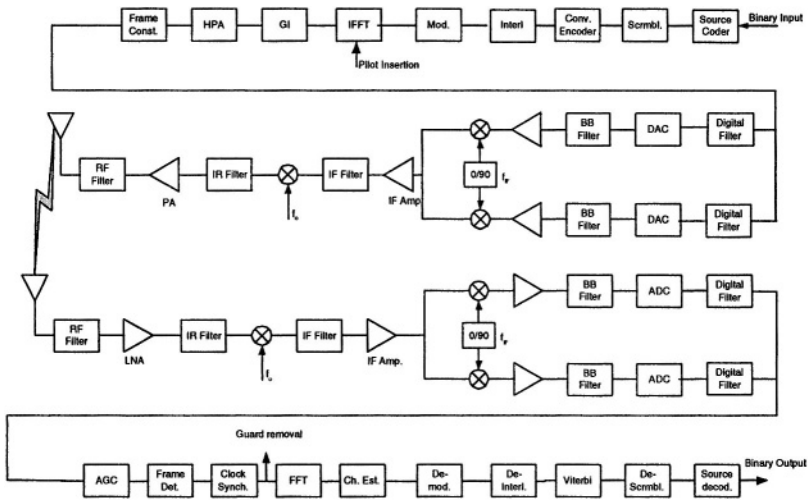 Frame Const.
HPA
GI
IFFT
Mod.
Interl
Conv. Encoder.
Scrmbl.
Source Coder
Binary Input
Pilot Insertion
RF Filter
PA
IR Filter
IF Filter
IF Amp.
0/90
BB Filter
DAC
Digital Filter
BB Filter
DAC
Digital Filter
RF Filter
LNA
IR Filter
IF Filter
IF Amp.
0/90
BB Filter
ADC
Digital Filter
BB Filter
ADC
Digital Filter
Guard removal
AGC
Frame Det.
Clock Synch.
FFT
Ch. Est.
De-mod.
De-Interl.
Viterbi
De-Scrmbl.
Source decod.
Binary Output